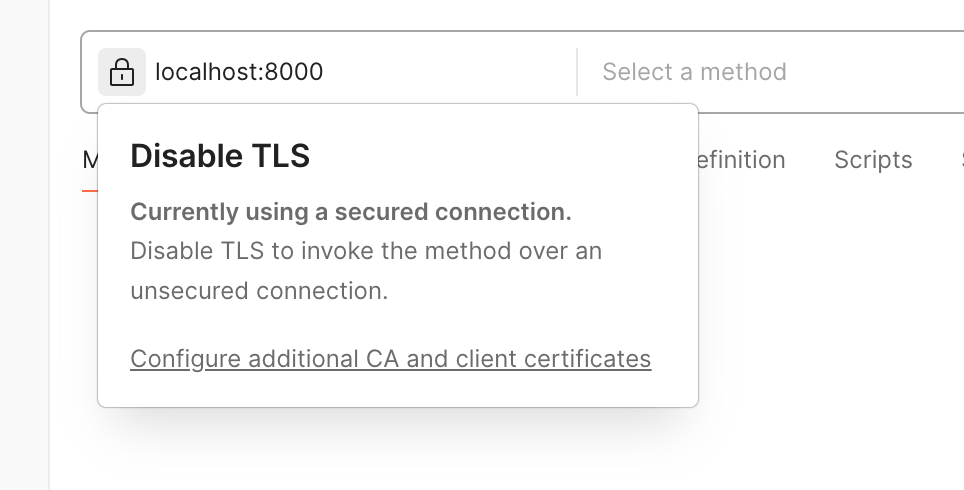 localhost:8000
Select a method
Disable TLS
Currently using a secured connection.
Disable TLS to invoke the method over an
unsecured connection.
Configure additional CA and client certificates
efinition
Scripts